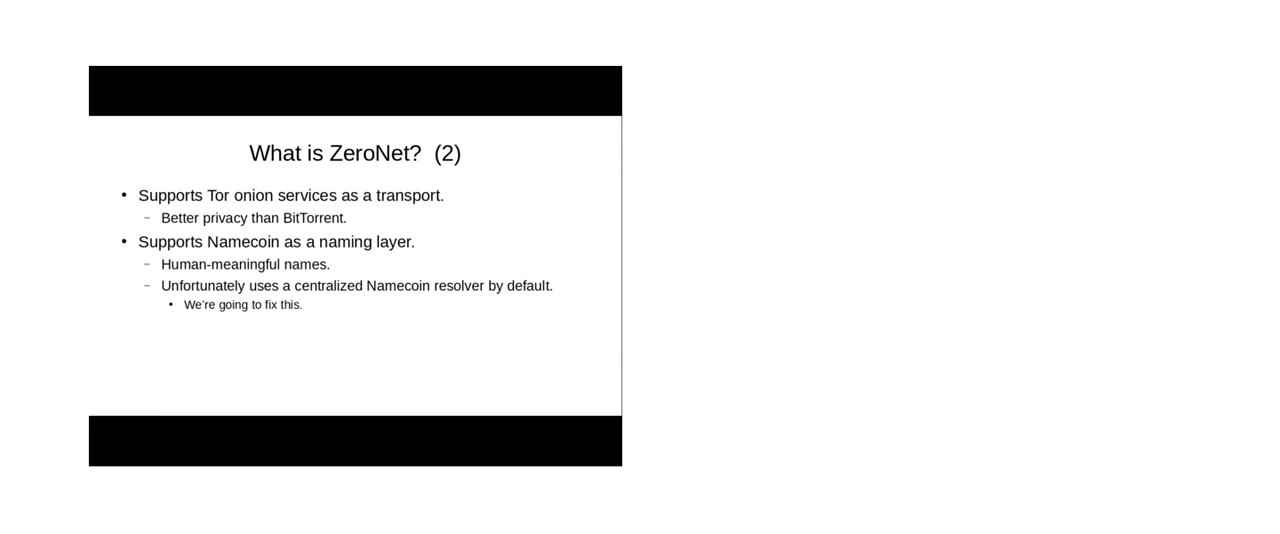 What is ZeroNet?  (2)
• Supports Tor onion services as a transport.
– Better privacy than BitTorrent.
• Supports Namecoin as a naming layer.
– Human-meaningful names.
– Unfortunately uses a centralized Namecoin resolver by default.
• We're going to fix this.